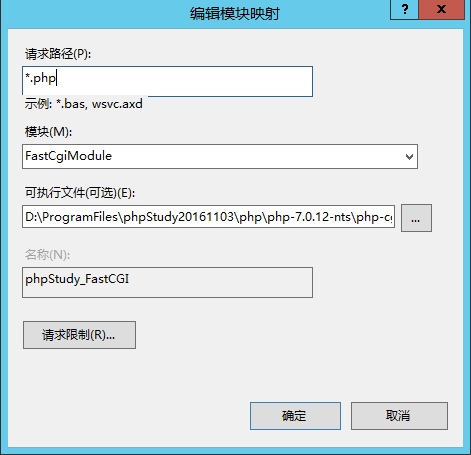 编辑模块映射
?
x
请求路径(P):
*.php
示例: *.bas, wsvc.axd
模块(M):
FastCgiModule
可执行文件(可选)(E):
D:\ProgramFiles\phpStudy20161103\php\php-7.0.12-nts\php-c
...
名称(N):
phpStudy_FastCGI
请求限制(R)...
确定
取消